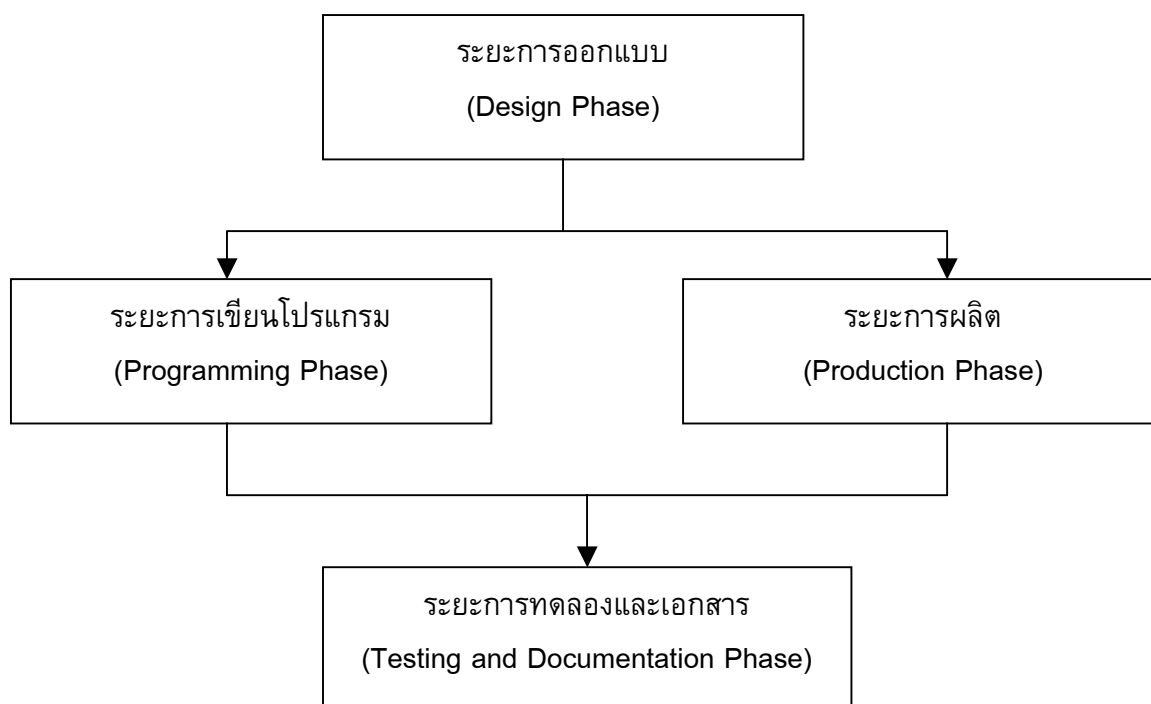 ระยะการออกแบบ
(Design Phase)
ระยะการเขียนโปรแกรม
(Programming Phase)
ระยะการผลิต
(Production Phase)
ระยะการทดลองและเอกสาร
(Testing and Documentation Phase)